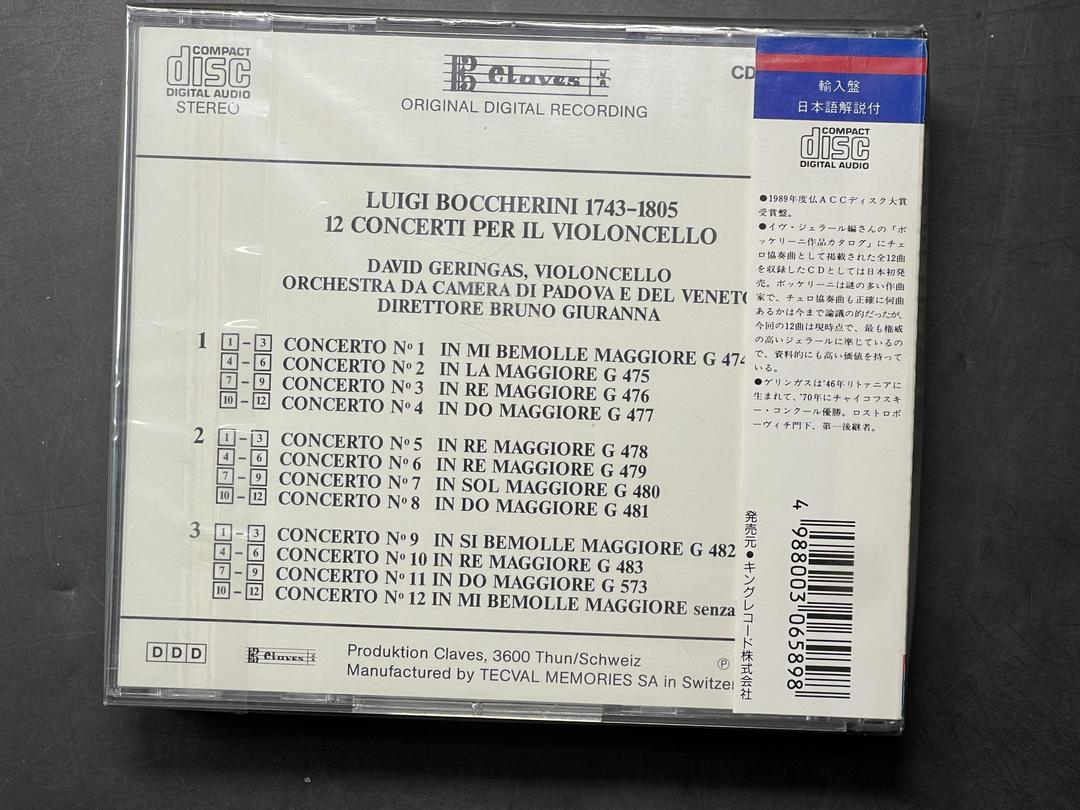 COMPACT
disc
DIGITAL AUDIO
STEREO
Claves
ORIGINAL DIGITAL RECORDING
CD
LUIGI BOCCHERINI 1743-1805
12 CONCERTI PER IL VIOLONCELLO
DAVID GERINGAS, VIOLONCELLO
ORCHESTRA DA CAMERA DI PADOVA E DEL VENETO
DIRETTORE BRUNO GIURANNA
1 1 - 3 CONCERTO Nº 1 IN MI BEMOLLE MAGGIORE G 474
4 - 6 CONCERTO Nº 2 IN LA MAGGIORE G 475
7 - 9 CONCERTO Nº 3 IN RE MAGGIORE G 476
10 - 12 CONCERTO Nº 4 IN DO MAGGIORE G 477
2 1 - 3 CONCERTO Nº 5 IN RE MAGGIORE G 478
4 - 6 CONCERTO Nº 6 IN RE MAGGIORE G 479
7 - 9 CONCERTO Nº 7 IN SOL MAGGIORE G 480
10 - 12 CONCERTO Nº 8 IN DO MAGGIORE G 481
3 1 - 3 CONCERTO Nº 9 IN SI BEMOLLE MAGGIORE G 482
4 - 6 CONCERTO Nº 10 IN RE MAGGIORE G 483
7 - 9 CONCERTO Nº 11 IN DO MAGGIORE G 573
10 - 12 CONCERTO Nº 12 IN MI BEMOLLE MAGGIORE senza
DDD
Claves
Produktion Claves, 3600 Thun/Schweiz
Manufactured by TECVAL MEMORIES SA in Switzer
℗
輸入盤
日本語解説付
COMPACT
disc
DIGITAL AUDIO
●1989年度仏ACCディスク大賞
受賞盤。
●イヴ・ジェラール編さんの「ボ
ッケリーニ作品カタログ」にチェ
ロ協奏曲として掲載された全12曲
を収録したCDとしては日本初発
売。ボッケリーニは謎の多い作曲
家で、チェロ協奏曲も正確に何曲
あるかは今まで論議の的だったが、
今回の12曲は現時点で、最も権威
の高いジェラールに準じているの
で、資料的にも高い価値を持って
いる。
●ゲリンガスは'46年リトアニアに
生まれて、'70年にチャイコフスキ
ー・コンクール優勝。ロストロポ
ーヴィチ門下、第一後継者。
発売元●キングレコード株式会社
4 988003 065898